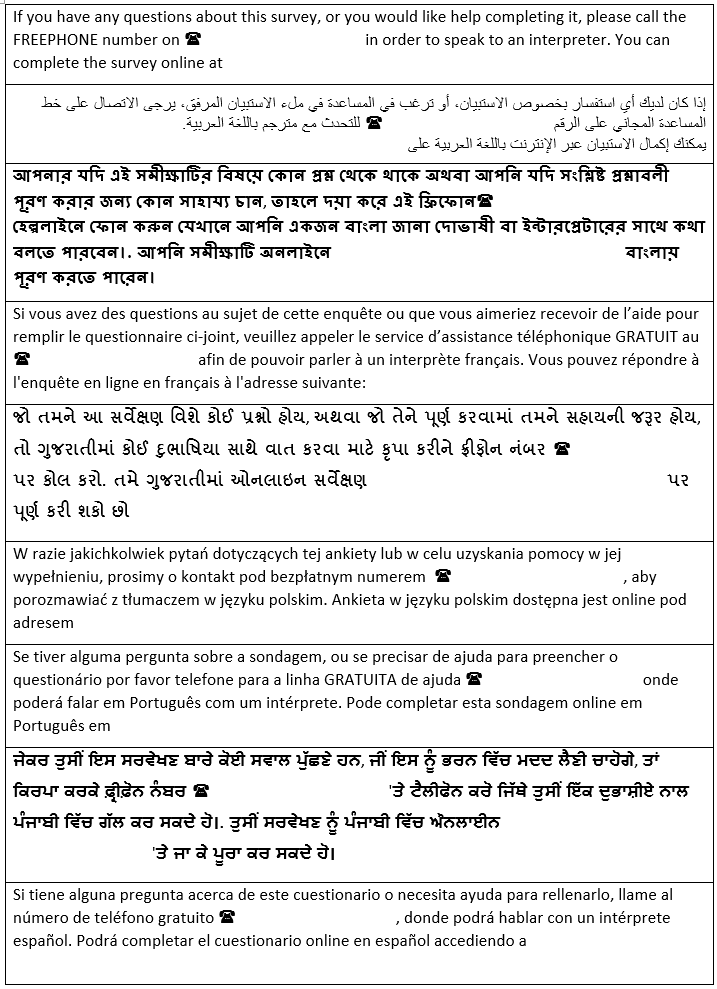 If you have any questions about this survey, or you would like help completing it, please call the
FREEPHONE number on ☎ in order to speak to an interpreter. You can
complete the survey online at
إذا كان لديك أي استفسار بخصوص الاستبيان، أو ترغب في المساعدة في ملء الاستبيان المرفق، يرجى الاتصال على خط
المساعدة المجاني على الرقم ☎ للتحدث مع مترجم باللغة العربية.
يمكنك إكمال الاستبيان عبر الإنترنت باللغة العربية على
আপনার যদি এই সমীক্ষাটির বিষয়ে কোন প্রশ্ন থেকে থাকে অথবা আপনি যদি সংশ্লিষ্ট প্রশ্নাবলী
পূরণ করার জন্য কোন সাহায্য চান, তাহলে দয়া করে এই ফ্রিফোন☎
হেল্পলাইনে ফোন করুন যেখানে আপনি একজন বাংলা জানা দোভাষী বা ইন্টারপ্রেটারের সাথে কথা
বলতে পারবেন।. আপনি সমীক্ষাটি অনলাইনে বাংলায়
পূরণ করতে পারেন।
Si vous avez des questions au sujet de cette enquête ou que vous aimeriez recevoir de l’aide pour
remplir le questionnaire ci-joint, veuillez appeler le service d’assistance téléphonique GRATUIT au
☎ afin de pouvoir parler à un interprète français. Vous pouvez répondre à
l'enquête en ligne en français à l'adresse suivante:
જો તમને આ સર્વેક્ષણ વિશે કોઈ પ્રશ્નો હોય, અથવા જો તેને પૂર્ણ કરવામાં તમને સહાયની જરૂર હોય,
તો ગુજરાતીમાં કોઈ દુભાષિયા સાથે વાત કરવા માટે કૃપા કરીને ફ્રીફોન નંબર ☎
પર કોલ કરો. તમે ગુજરાતીમાં ઓનલાઇન સર્વેક્ષણ પર
પૂર્ણ કરી શકો છો
W razie jakichkolwiek pytań dotyczących tej ankiety lub w celu uzyskania pomocy w jej
wypełnieniu, prosimy o kontakt pod bezpłatnym numerem ☎ , aby
porozmawiać z tłumaczem w języku polskim. Ankieta w języku polskim dostępna jest online pod
adresem
Se tiver alguma pergunta sobre a sondagem, ou se precisar de ajuda para preencher o
questionário por favor telefone para a linha GRATUITA de ajuda ☎ onde
poderá falar em Português com um intérprete. Pode completar esta sondagem online em
Português em
ਜੇਕਰ ਤੁਸੀਂ ਇਸ ਸਰਵੇਖਣ ਬਾਰੇ ਕੋਈ ਸਵਾਲ ਪੁੱਛਣੇ ਹਨ, ਜੀਂ ਇਸ ਨੂੰ ਭਰਨ ਵਿੱਚ ਮਦਦ ਲੈਣੀ ਚਾਹੋਗੇ, ਤਾਂ
ਕਿਰਪਾ ਕਰਕੇ ਫ਼੍ਰੀਫ਼ੋਨ ਨੰਬਰ ☎ 'ਤੇ ਟੈਲੀਫੋਨ ਕਰੋ ਜਿੱਥੇ ਤੁਸੀਂ ਇੱਕ ਦੁਭਾਸ਼ੀਏ ਨਾਲ
ਪੰਜਾਬੀ ਵਿੱਚ ਗੱਲ ਕਰ ਸਕਦੇ ਹੋ।. ਤੁਸੀਂ ਸਰਵੇਖਣ ਨੂੰ ਪੰਜਾਬੀ ਵਿੱਚ ਔਨਲਾਈਨ
'ਤੇ ਜਾ ਕੇ ਪੂਰਾ ਕਰ ਸਕਦੇ ਹੋ।
Si tiene alguna pregunta acerca de este cuestionario o necesita ayuda para rellenarlo, llame al
número de teléfono gratuito ☎ , donde podrá hablar con un intérprete
español. Podrá completar el cuestionario online en español accediendo a